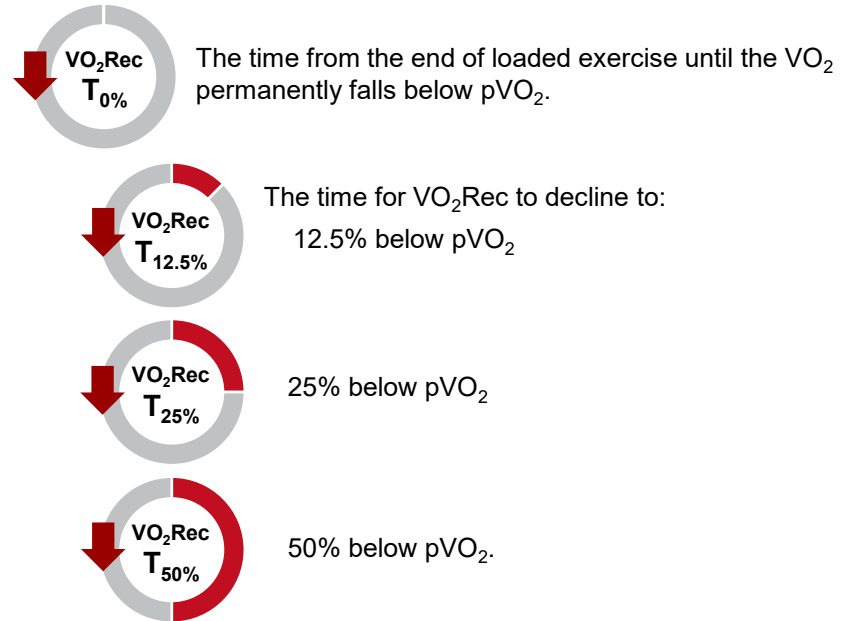 VO₂Rec
T₀%
The time from the end of loaded exercise until the VO₂
permanently falls below pVO₂.
VO₂Rec
T₁₂.₅%
The time for VO₂Rec to decline to:
12.5% below pVO₂
VO₂Rec
T₂₅%
25% below pVO₂
VO₂Rec
T₅₀%
50% below pVO₂.